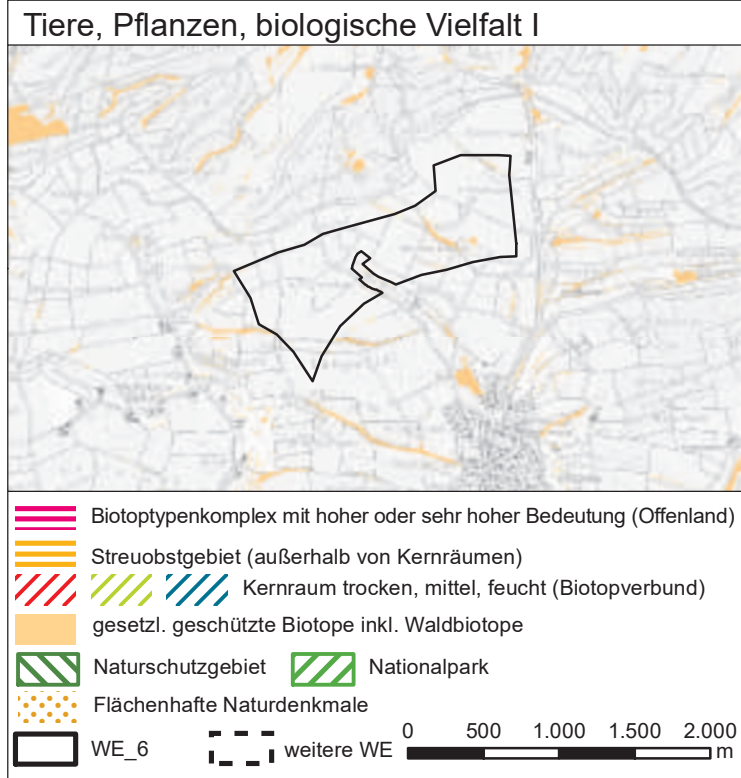 Tiere, Pflanzen, biologische Vielfalt I
Biotoptypenkomplex mit hoher oder sehr hoher Bedeutung (Offenland)
Streuobstgebiet (außerhalb von Kernräumen)
Kernraum trocken, mittel, feucht (Biotopverbund)
gesetzl. geschützte Biotope inkl. Waldbiotope
Naturschutzgebiet Nationalpark
Flächenhafte Naturdenkmale
WE_6 weitere WE
0 500 1.000 1.500 2.000
m